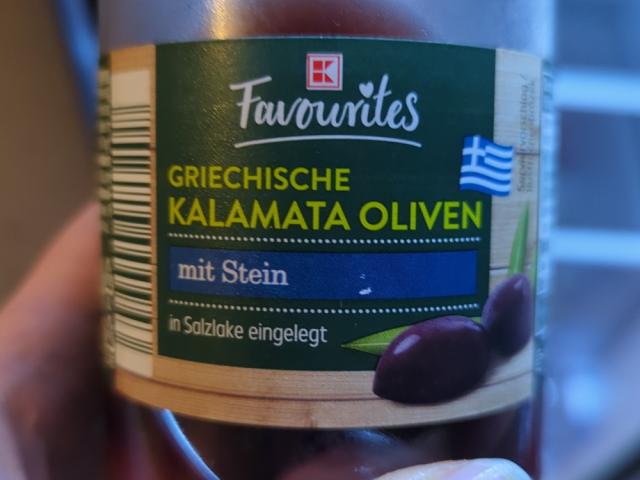 K
Favourites
GRIECHISCHE
KALAMATA OLIVEN
mit Stein
in Salzlake eingelegt